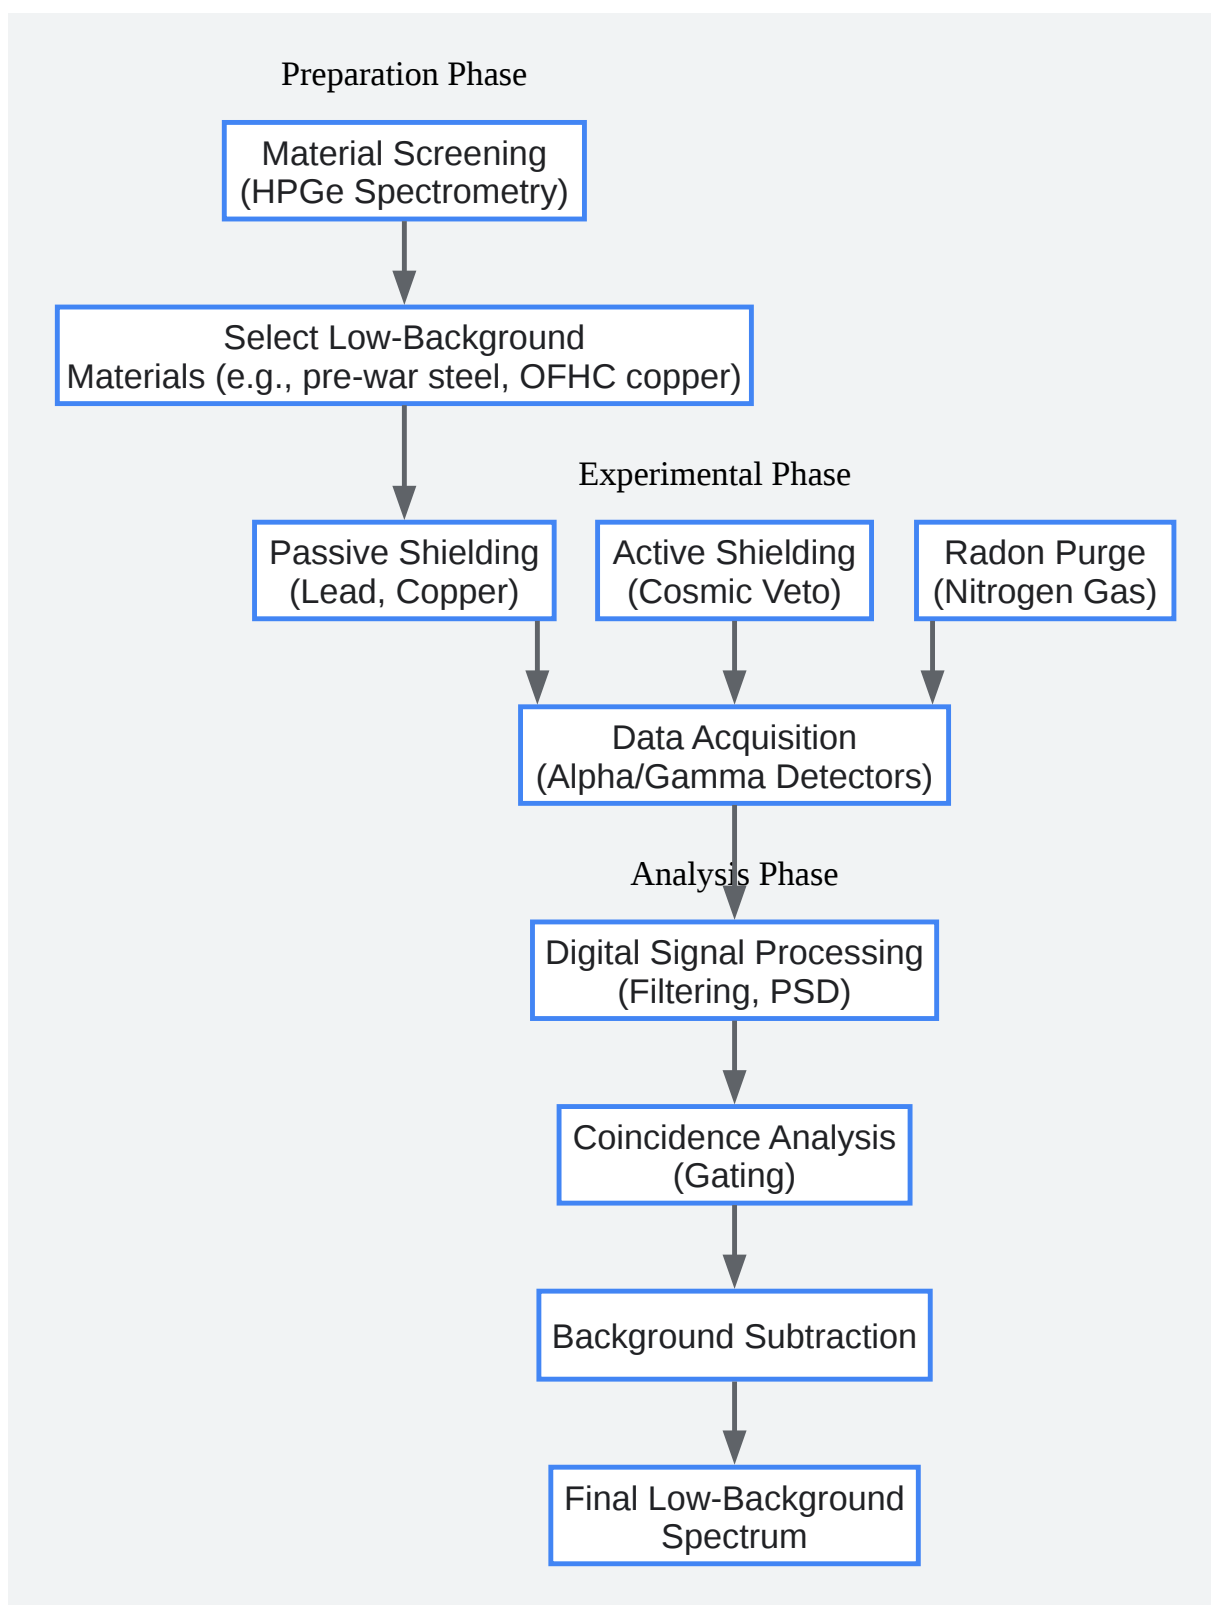 Preparation Phase
Material Screening
(HPGe Spectrometry)
Select Low-Background
Materials (e.g., pre-war steel, OFHC copper)
Experimental Phase
Passive Shielding
(Lead, Copper)
Active Shielding
(Cosmic Veto)
Radon Purge
(Nitrogen Gas)
Data Acquisition
(Alpha/Gamma Detectors)
Analysis Phase
Digital Signal Processing
(Filtering, PSD)
Coincidence Analysis
(Gating)
Background Subtraction
Final Low-Background
Spectrum